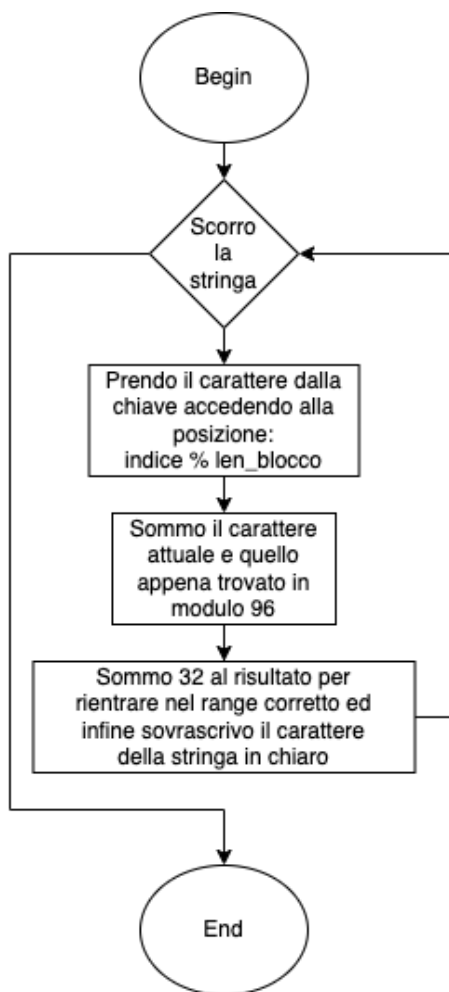 Begin
Scorro
la
stringa
Prendo il carattere dalla
chiave accedendo alla
posizione:
indice % len_blocco
Sommo il carattere
attuale e quello
appena trovato in
modulo 96
Sommo 32 al risultato per
rientrare nel range corretto ed
infine sovrascrivo il carattere
della stringa in chiaro
End